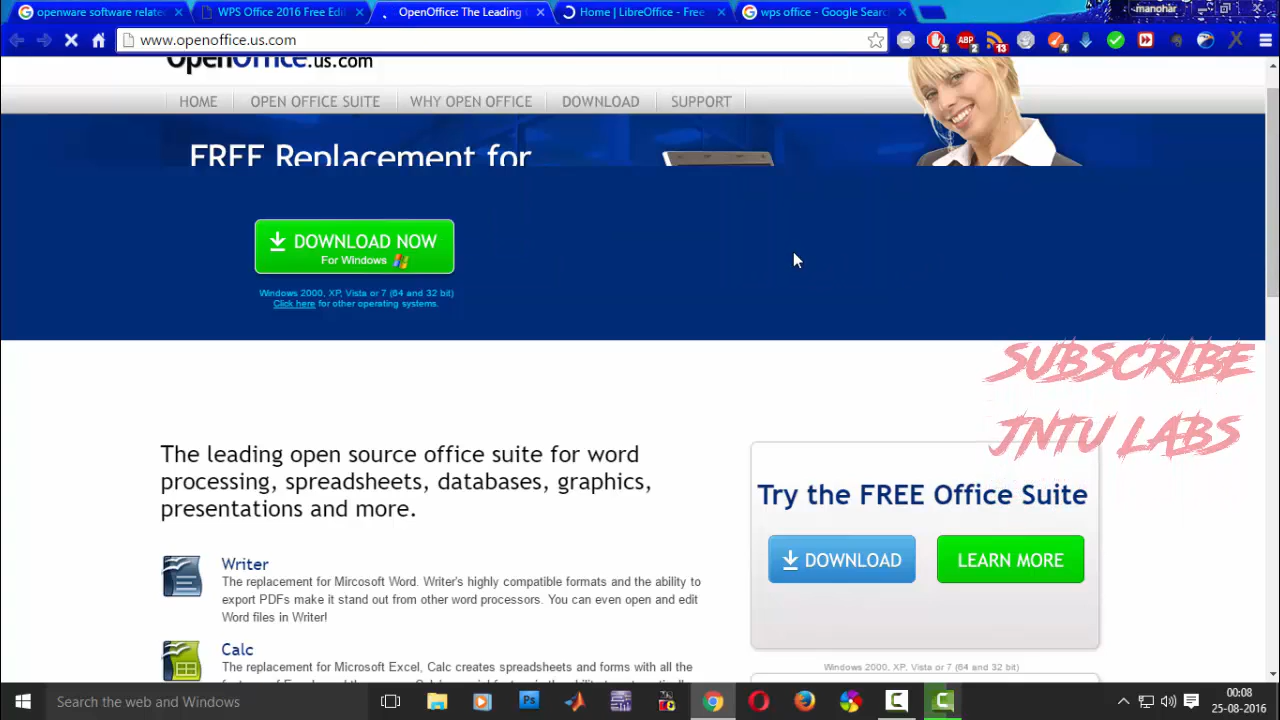 openware software relate
WPS Office 2016 Free Edi
OpenOffice: The Leading
Home | LibreOffice - Free
wps office - Google Searc
manohar
www.openoffice.us.com
2
2
13
4
OpenOffice.us.com
HOME
OPEN OFFICE SUITE
WHY OPEN OFFICE
DOWNLOAD
SUPPORT
FREE Replacement for
DOWNLOAD NOW
For Windows
Windows 2000, XP, Vista or 7 (64 and 32 bit)
Click here for other operating systems.
SUBSCRIBE
JNTU LABS
The leading open source office suite for word
processing, spreadsheets, databases, graphics,
presentations and more.
Try the FREE Office Suite
DOWNLOAD
LEARN MORE
Writer
The replacement for Mircosoft Word. Writer's highly compatible formats and the ability to
export PDFs make it stand out from other word processors. You can even open and edit
Word files in Writer!
Calc
The replacement for Microsoft Excel, Calc creates spreadsheets and forms with all the
Windows 2000, XP, Vista or 7 (64 and 32 bit)
Search the web and Windows
00:08
25-08-2016